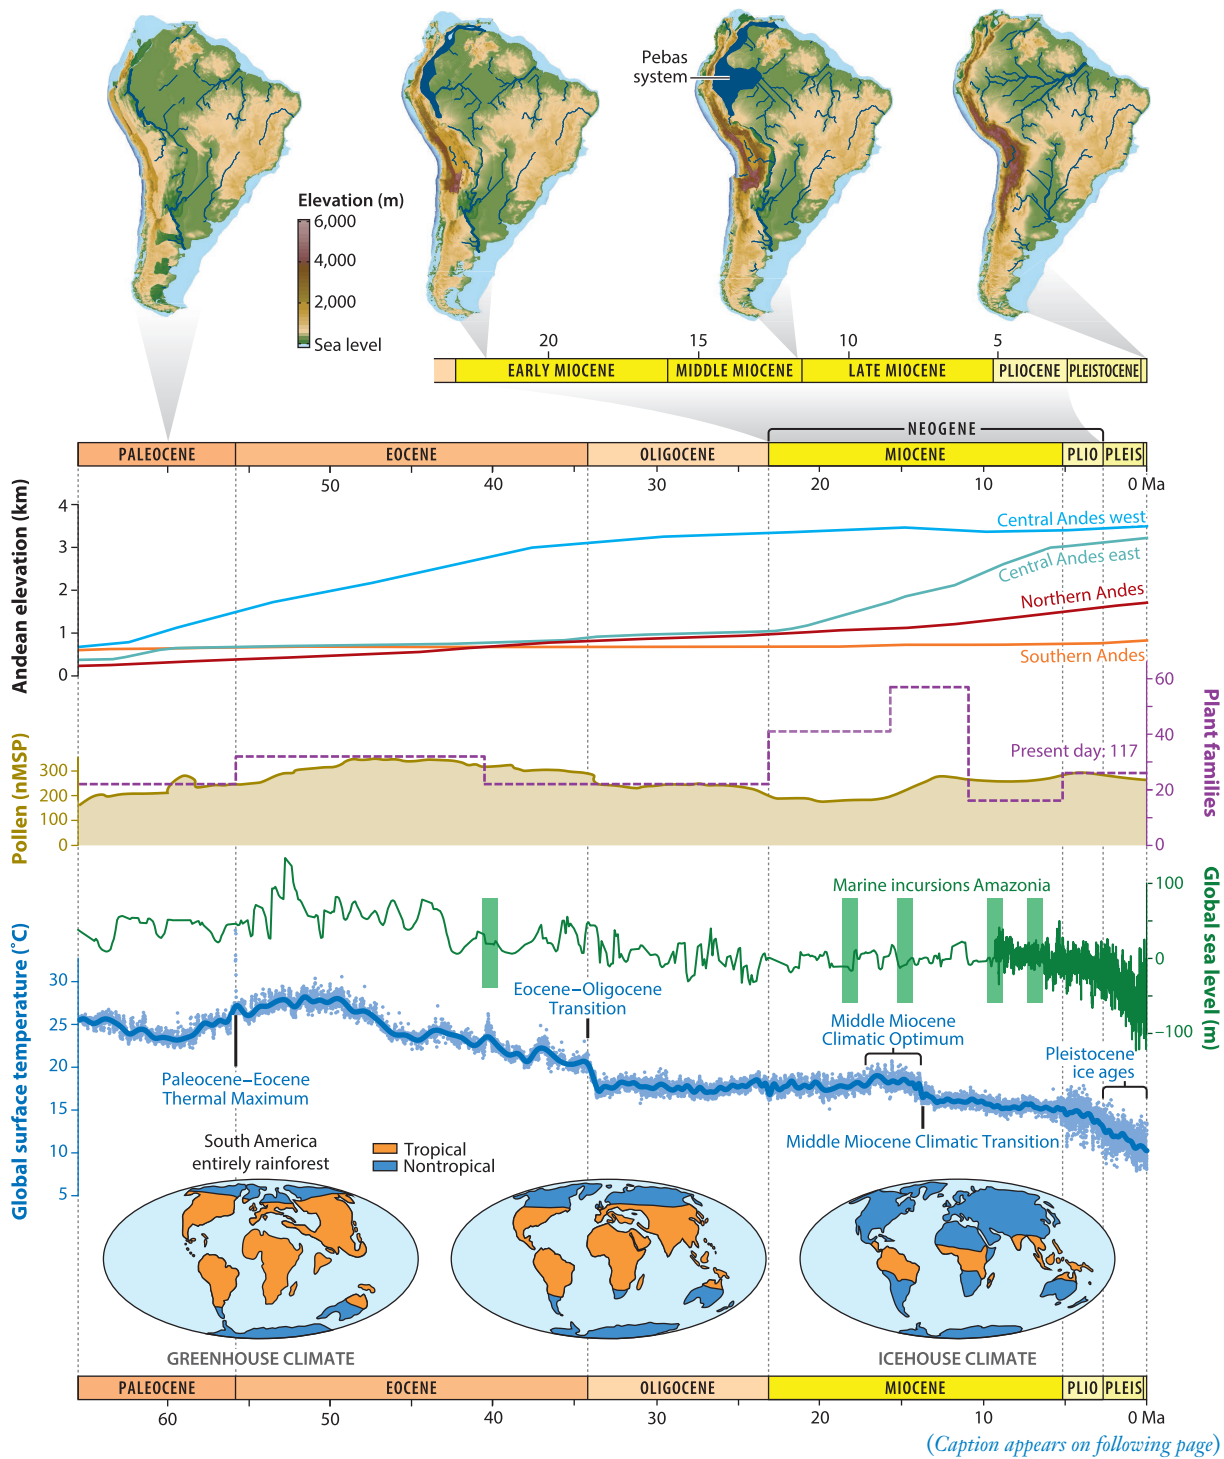 Pebas
system
Elevation (m)
6,000
4,000
2,000
Sea level
20
15
10
5
EARLY MIOCENE
MIDDLE MIOCENE
LATE MIOCENE
PLIOCENE
PLEISTOCENE
NEOGENE
PALEOCENE
EOCENE
OLIGOCENE
MIOCENE
PLIO
PLEIS
50
40
30
20
10
0 Ma
Andean elevation (km)
4
3
2
1
0
Central Andes west
Central Andes east
Northern Andes
Southern Andes
Pollen (nMSP)
300
200
100
0
Plant families
60
40
20
0
Present day: 117
Marine incursions Amazonia
Global sea level (m)
100
0
−100
Global surface temperature (˚C)
30
25
20
15
10
5
Eocene–Oligocene
Transition
Middle Miocene
Climatic Optimum
Pleistocene
ice ages
Paleocene–Eocene
Thermal Maximum
Middle Miocene Climatic Transition
South America
entirely rainforest
Tropical
Nontropical
GREENHOUSE CLIMATE
ICEHOUSE CLIMATE
PALEOCENE
EOCENE
OLIGOCENE
MIOCENE
PLIO
PLEIS
60
50
40
30
20
10
0 Ma
(Caption appears on following page)